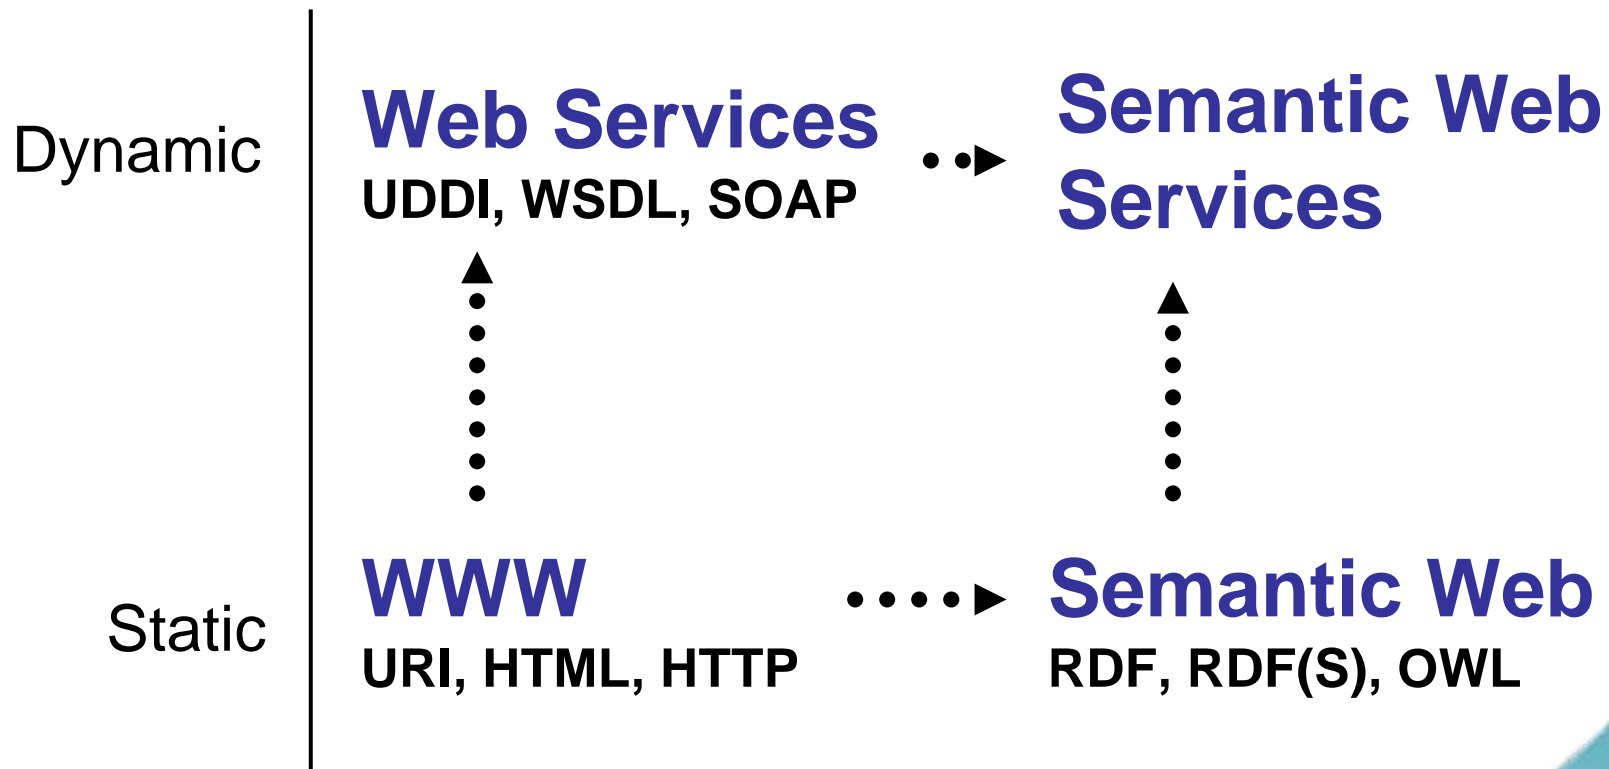 Dynamic
Web Services
UDDI, WSDL, SOAP
Semantic Web
Services
Static
WWW
URI, HTML, HTTP
Semantic Web
RDF, RDF(S), OWL